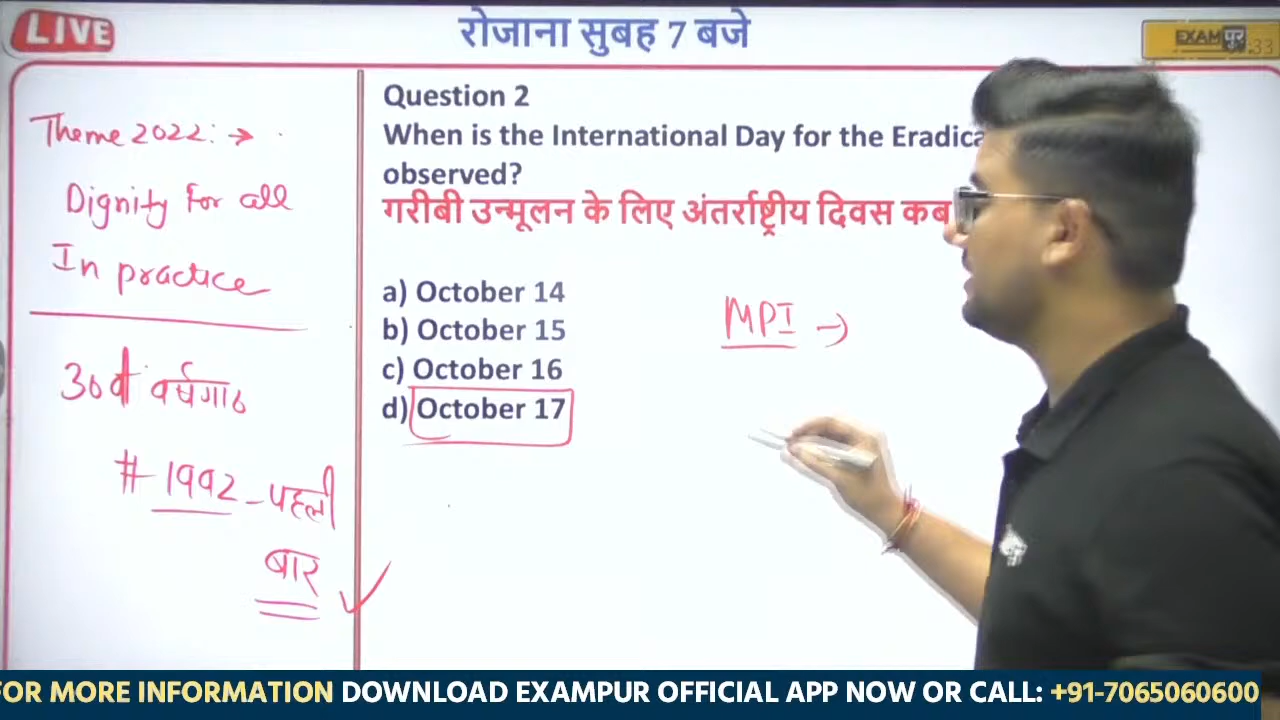 LIVE
रोजाना सुबह 7 बजे
EXAMपुर
Theme 2022: →
Dignity For all
In practice
30वीं वर्षगाठ
# 1992 - पहली
बार
Question 2
When is the International Day for the
observed?
गरीबी उन्मूलन के लिए अंतर्राष्ट्रीय दिवस कब
a) October 14
b) October 15
c) October 16
d) October 17
MPI →
FOR MORE INFORMATION DOWNLOAD EXAMPUR OFFICIAL APP NOW OR CALL: +91-7065060600